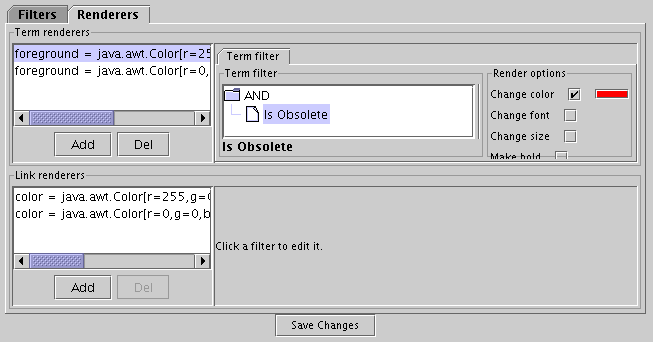 Filters Renderers
Term renderers
foreground = java.awt.Color[r=25
foreground = java.awt.Color[r=0,
Add Del
Term filter
Term filter
AND
Is Obsolete
Is Obsolete
Render options
Change color
Change font
Change size
Make bold
Link renderers
color = java.awt.Color[r=255,g=0
color = java.awt.Color[r=0,g=0,b
Add Del
Click a filter to edit it.
Save Changes